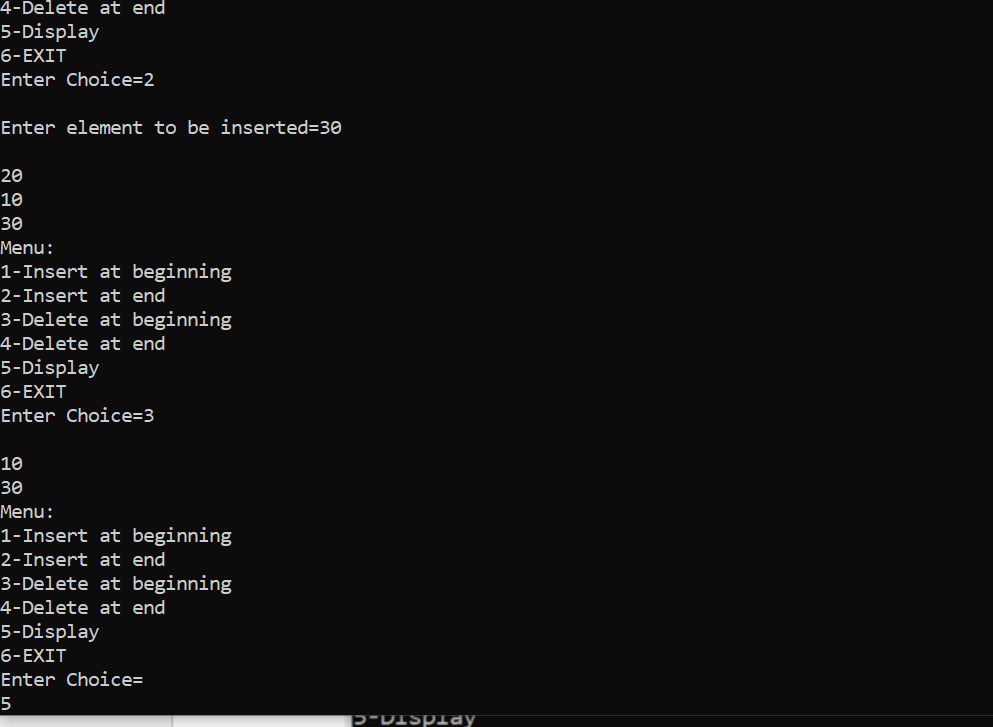 4-Delete at end
5-Display
6-EXIT
Enter Choice=2
Enter element to be inserted=30
20
10
30
Menu:
1-Insert at beginning
2-Insert at end
3-Delete at beginning
4-Delete at end
5-Display
6-EXIT
Enter Choice=3
10
30
Menu:
1-Insert at beginning
2-Insert at end
3-Delete at beginning
4-Delete at end
5-Display
6-EXIT
Enter Choice=
5
5-Display